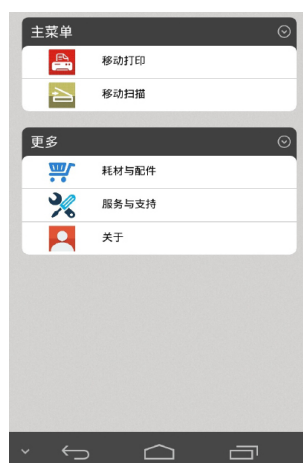 主菜单
移动打印
移动扫描
更多
耗材与配件
服务与支持
关于